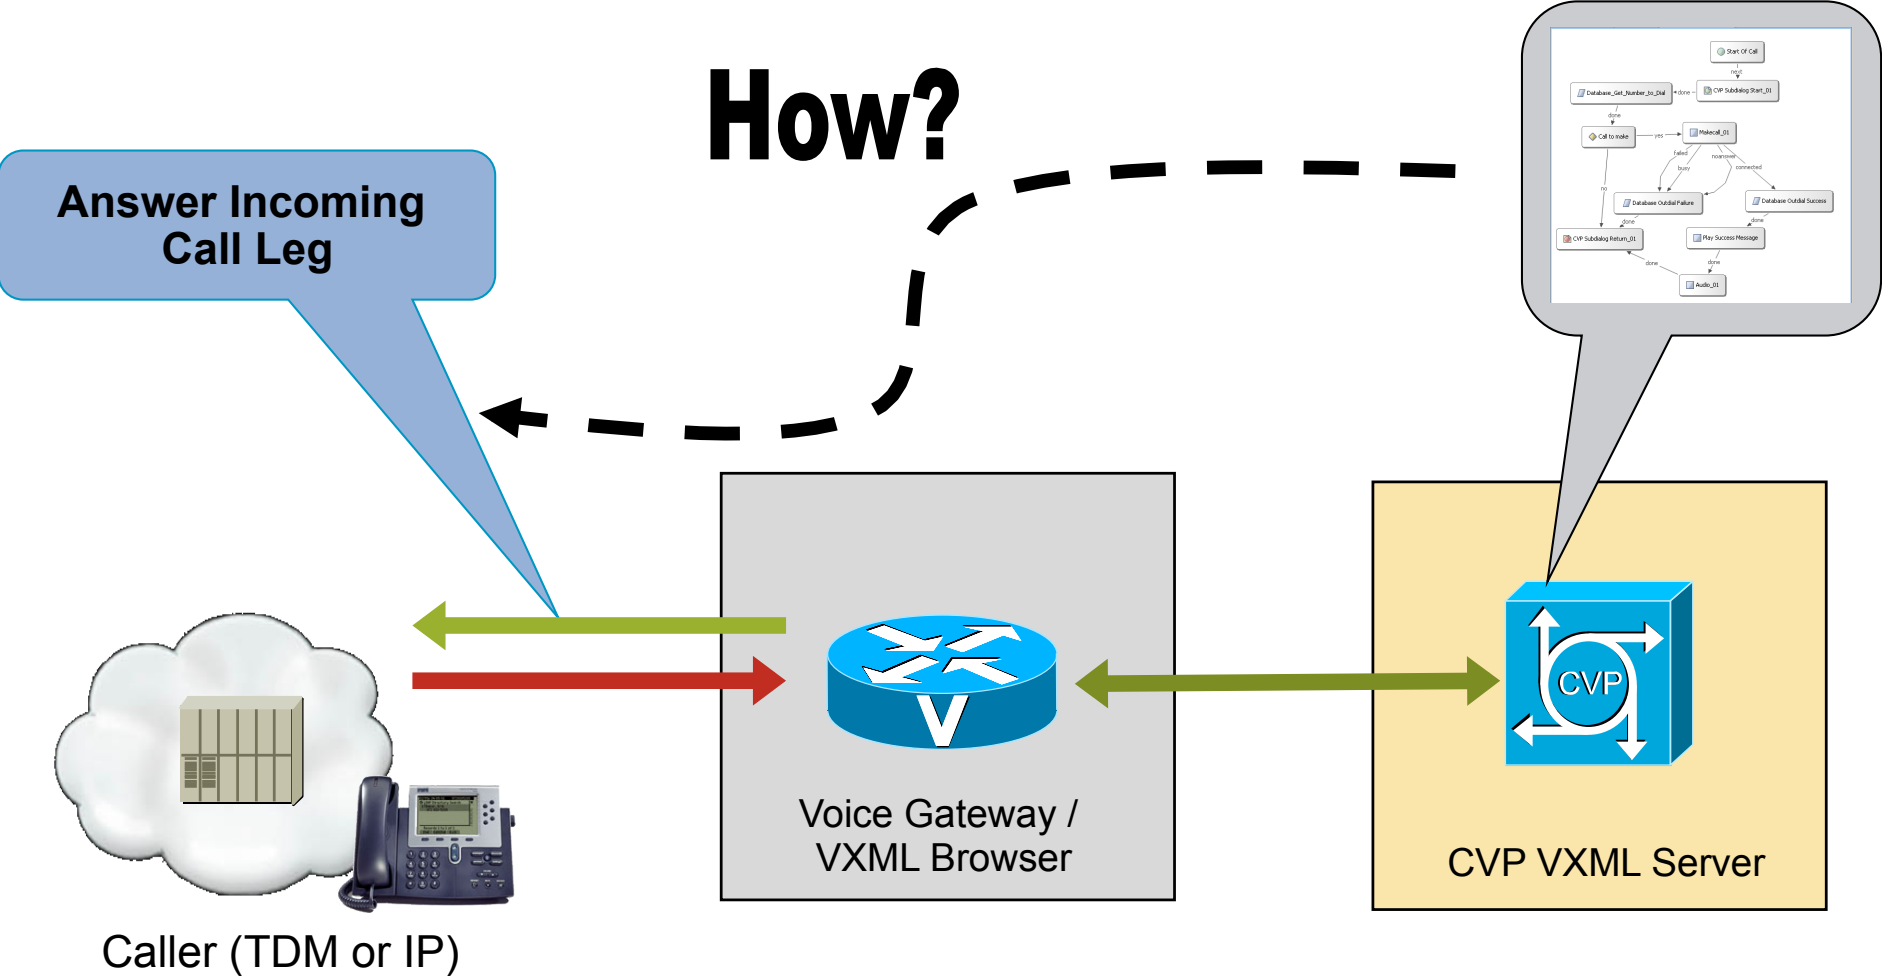 How?
Answer Incoming
Call Leg
Start Of Call
next
CVP Subdialog Start_01
done
Database_Get_Number_to_Dial
done
Call to make
yes
Makecall_01
failed
busy
noanswer
connected
no
Database Outdial Failure
Database Outdial Success
done
done
CVP Subdialog Return_01
Play Success Message
done
done
Audio_01
V
CVP
Voice Gateway /
VXML Browser
CVP VXML Server
Caller (TDM or IP)